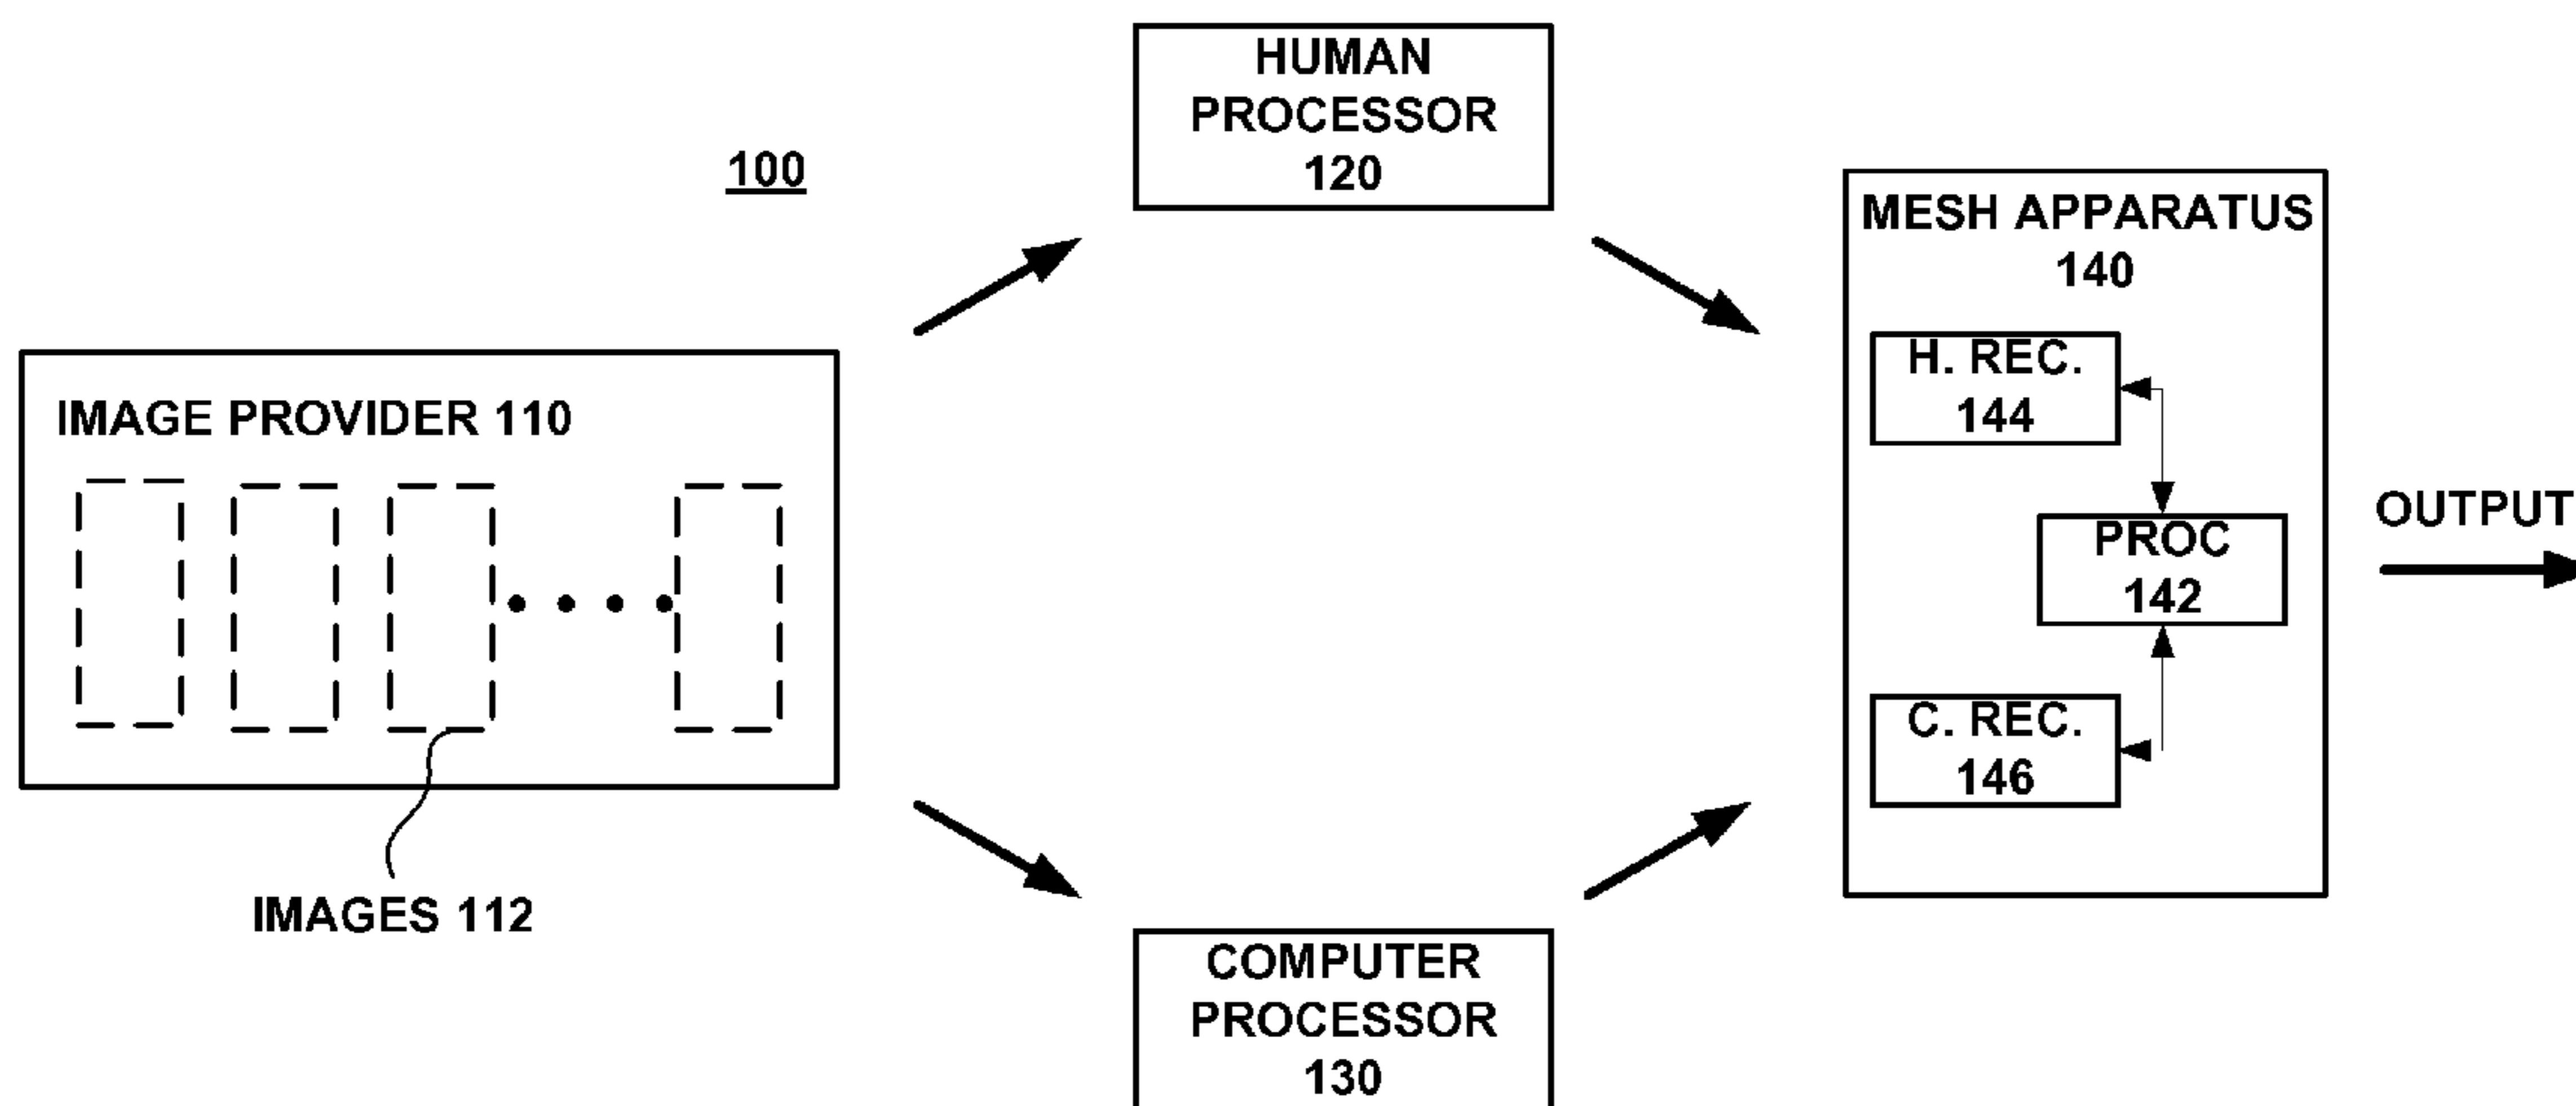 100
HUMAN
PROCESSOR
120
IMAGE PROVIDER 110
IMAGES 112
COMPUTER
PROCESSOR
130
MESH APPARATUS
140
H. REC.
144
PROC
142
C. REC.
146
OUTPUT